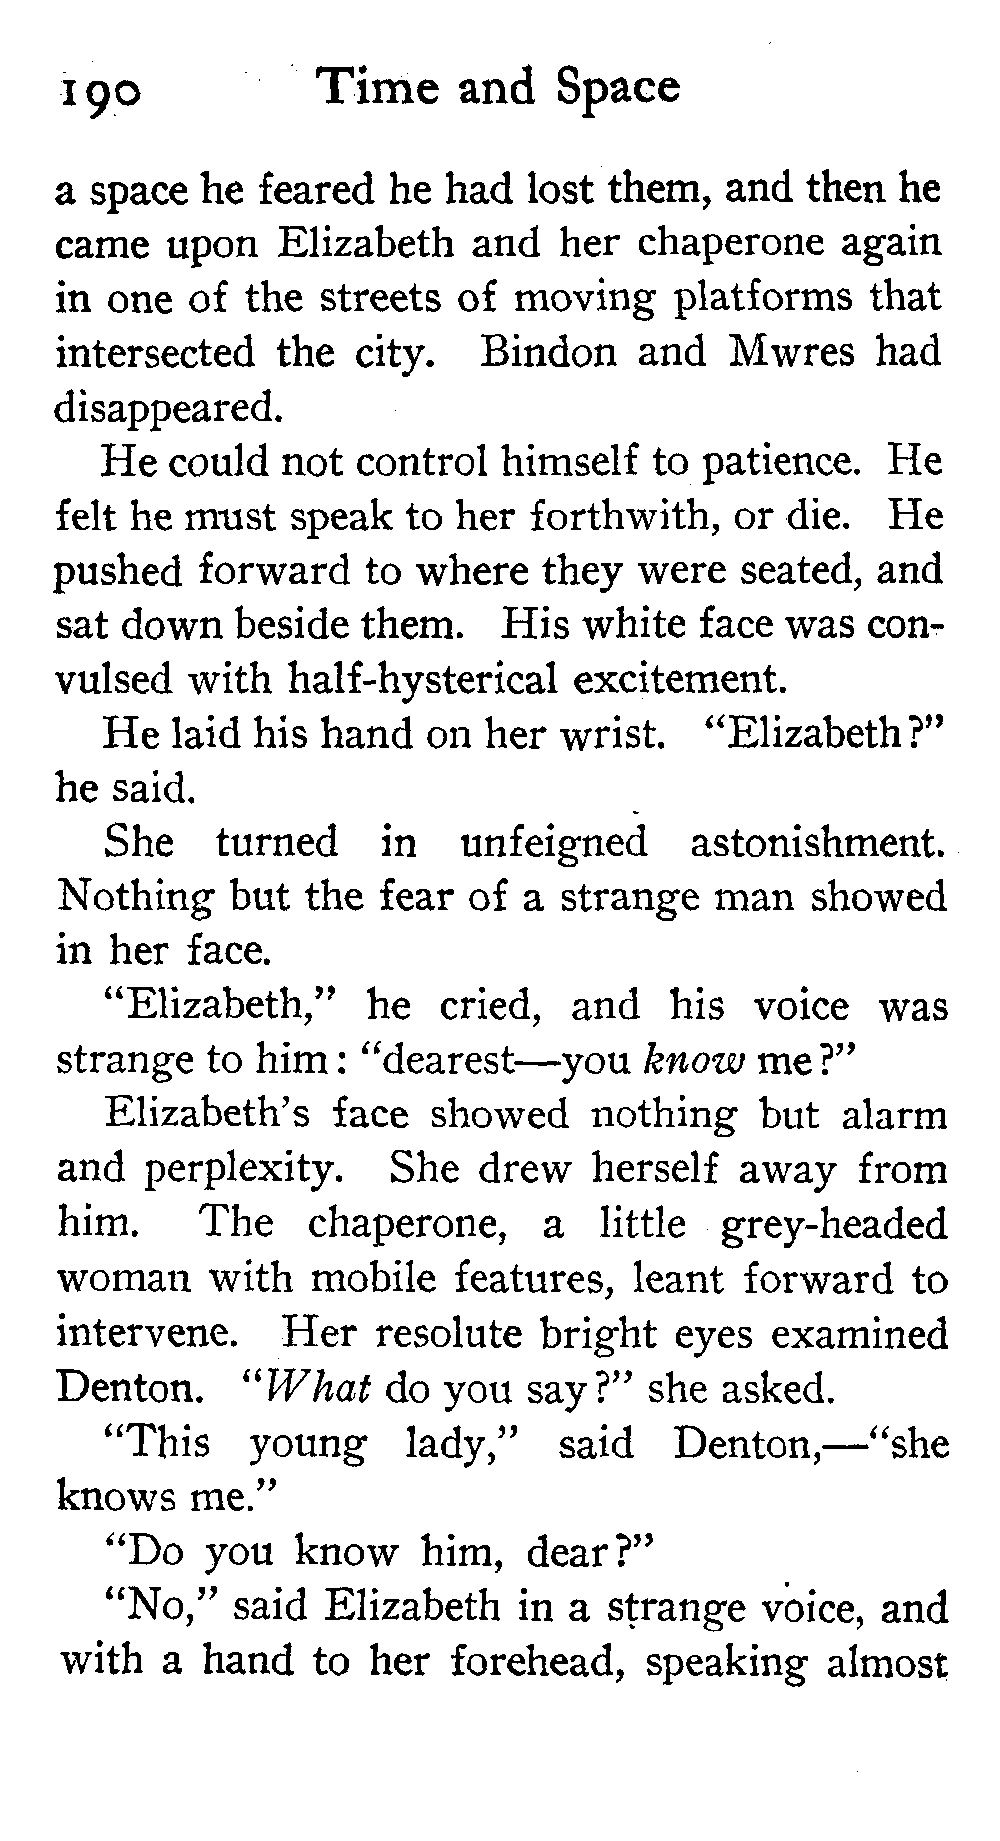 190 Time and Space
a space he feared he had lost them, and then he
came upon Elizabeth and her chaperone again
in one of the streets of moving platforms that
intersected the city. Bindon and Mwres had
disappeared.
He could not control himself to patience. He
felt he must speak to her forthwith, or die. He
pushed forward to where they were seated, and
sat down beside them. His white face was con-
vulsed with half-hysterical excitement.
He laid his hand on her wrist. “Elizabeth?”
he said.
She turned in unfeigned astonishment.
Nothing but the fear of a strange man showed
in her face.
“Elizabeth,” he cried, and his voice was
strange to him: “dearest—you know me?”
Elizabeth’s face showed nothing but alarm
and perplexity. She drew herself away from
him. The chaperone, a little grey-headed
woman with mobile features, leant forward to
intervene. Her resolute bright eyes examined
Denton. “What do you say?” she asked.
“This young lady,” said Denton,—“she
knows me.”
“Do you know him, dear?”
“No,” said Elizabeth in a strange voice, and
with a hand to her forehead, speaking almost